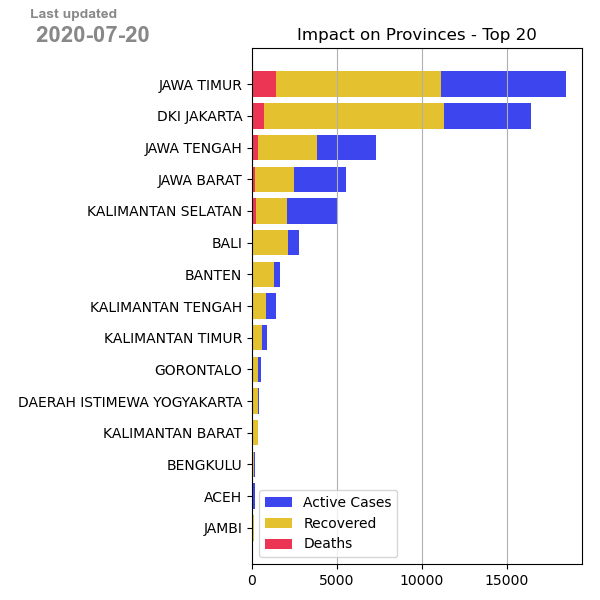 Last updated
2020-07-20
Impact on Provinces - Top 20
JAWA TIMUR
DKI JAKARTA
JAWA TENGAH
JAWA BARAT
KALIMANTAN SELATAN
BALI
BANTEN
KALIMANTAN TENGAH
KALIMANTAN TIMUR
GORONTALO
DAERAH ISTIMEWA YOGYAKARTA
KALIMANTAN BARAT
BENGKULU
ACEH
JAMBI
Active Cases
Recovered
Deaths
0 5000 10000 15000